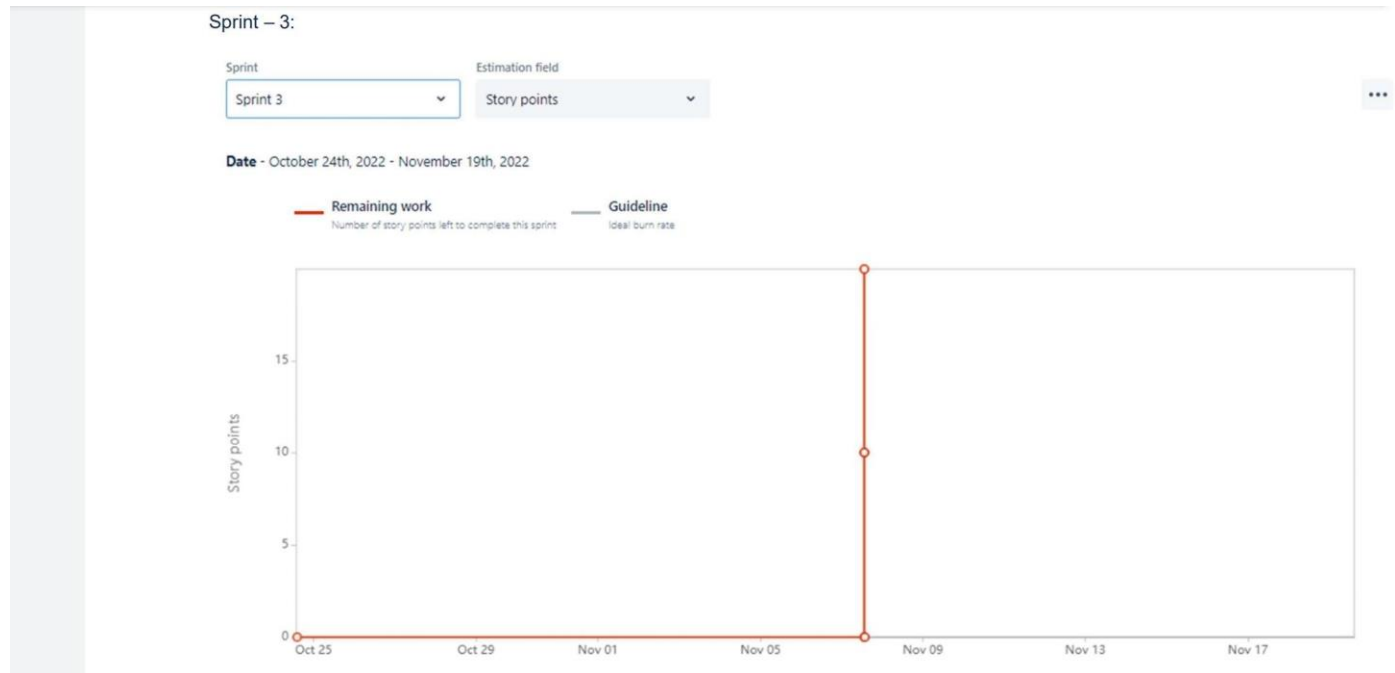 Sprint – 3:
Sprint Estimation field
Sprint 3 Story points
Date - October 24th, 2022 - November 19th, 2022
Remaining work Guideline
Number of story points left to complete this sprint Ideal burn rate
15
10
Story points
5
0
Oct 25 Oct 29 Nov 01 Nov 05 Nov 09 Nov 13 Nov 17